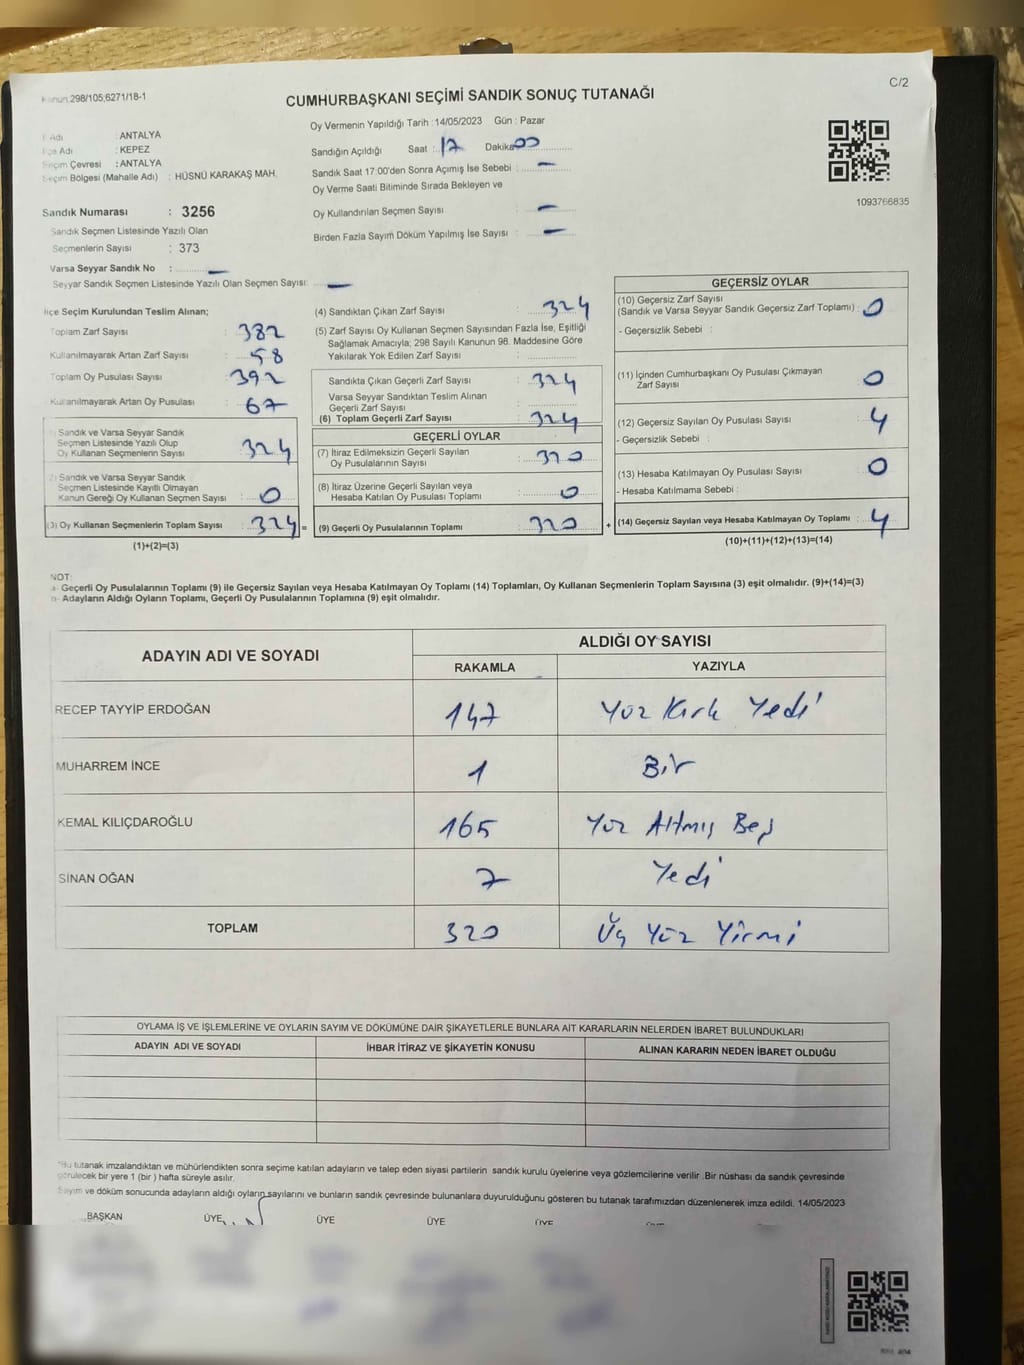 Kanun 298/105;6271/18-1
C/2
CUMHURBAŞKANI SEÇİMİ SANDIK SONUÇ TUTANAĞI
Oy Vermenin Yapıldığı Tarih : 14/05/2023 Gün : Pazar
İl Adı : ANTALYA
İlçe Adı : KEPEZ
Seçim Çevresi : ANTALYA
Seçim Bölgesi (Mahalle Adı) : HÜSNÜ KARAKAŞ MAH.
Sandık Numarası : 3256
Sandık Seçmen Listesinde Yazılı Olan
Seçmenlerin Sayısı : 373
Varsa Seyyar Sandık No : —
Seyyar Sandık Seçmen Listesinde Yazılı Olan Seçmen Sayısı: —
Sandığın Açıldığı Saat : 17 Dakika 00
Sandık Saat 17:00'den Sonra Açımış İse Sebebi : —
Oy Verme Saati Bitiminde Sırada Bekleyen ve
Oy Kullandırılan Seçmen Sayısı : —
Birden Fazla Sayım Döküm Yapılmış İse Sayısı : —
1093766835
İlçe Seçim Kurulundan Teslim Alınan;
Toplam Zarf Sayısı : 382
Kullanılmayarak Artan Zarf Sayısı : 58
Toplam Oy Pusulası Sayısı : 392
Kullanılmayarak Artan Oy Pusulası : 67
Sandık ve Varsa Seyyar Sandık
Seçmen Listesinde Yazılı Olup
Oy Kullanan Seçmenlerin Sayısı : 324
Sandık ve Varsa Seyyar Sandık
Seçmen Listesinde Kayıtlı Olmayan
Kanun Gereği Oy Kullanan Seçmen Sayısı : 0
(3) Oy Kullanan Seçmenlerin Toplam Sayısı : 324 =
(1)+(2)=(3)
(4) Sandıktan Çıkan Zarf Sayısı : 324
(5) Zarf Sayısı Oy Kullanan Seçmen Sayısından Fazla İse, Eşitliği
Sağlamak Amacıyla; 298 Sayılı Kanunun 98. Maddesine Göre
Yakılarak Yok Edilen Zarf Sayısı :
Sandıkta Çıkan Geçerli Zarf Sayısı : 324
Varsa Seyyar Sandıktan Teslim Alınan
Geçerli Zarf Sayısı :
(6) Toplam Geçerli Zarf Sayısı : 324
GEÇERLİ OYLAR
(7) İtiraz Edilmeksizin Geçerli Sayılan
Oy Pusulalarının Sayısı : 320
(8) İtiraz Üzerine Geçerli Sayılan veya
Hesaba Katılan Oy Pusulası Toplamı : 0
(9) Geçerli Oy Pusulalarının Toplamı : 320 +
GEÇERSİZ OYLAR
(10) Geçersiz Zarf Sayısı
(Sandık ve Varsa Seyyar Sandık Geçersiz Zarf Toplamı) : 0
- Geçersizlik Sebebi :
(11) İçinden Cumhurbaşkanı Oy Pusulası Çıkmayan
Zarf Sayısı : 0
(12) Geçersiz Sayılan Oy Pusulası Sayısı : 4
- Geçersizlik Sebebi :
(13) Hesaba Katılmayan Oy Pusulası Sayısı : 0
- Hesaba Katılmama Sebebi :
(14) Geçersiz Sayılan veya Hesaba Katılmayan Oy Toplamı : 4
(10)+(11)+(12)+(13)=(14)
NOT:
a- Geçerli Oy Pusulalarının Toplamı (9) ile Geçersiz Sayılan veya Hesaba Katılmayan Oy Toplamı (14) Toplamları, Oy Kullanan Seçmenlerin Toplam Sayısına (3) eşit olmalıdır. (9)+(14)=(3)
b- Adayların Aldığı Oyların Toplamı, Geçerli Oy Pusulalarının Toplamına (9) eşit olmalıdır.
ADAYIN ADI VE SOYADI
ALDIĞI OY SAYISI
RAKAMLA YAZIYLA
RECEP TAYYİP ERDOĞAN 147 Yüz Kırk Yedi
MUHARREM İNCE 1 Bir
KEMAL KILIÇDAROĞLU 165 Yüz Altmış Beş
SİNAN OĞAN 7 Yedi
TOPLAM 320 Üç Yüz Yirmi
OYLAMA İŞ VE İŞLEMLERİNE VE OYLARIN SAYIM VE DÖKÜMÜNE DAİR ŞİKAYETLERLE BUNLARA AİT KARARLARIN NELERDEN İBARET BULUNDUKLARI
ADAYIN ADI VE SOYADI İHBAR İTİRAZ VE ŞİKAYETİN KONUSU ALINAN KARARIN NEDEN İBARET OLDUĞU
*Bu tutanak imzalandıktan ve mühürlendikten sonra seçime katılan adayların ve talep eden siyasi partilerin sandık kurulu üyelerine veya gözlemcilerine verilir .Bir nüshası da sandık çevresinde
görülecek bir yere 1 (bir ) hafta süreyle asılır.
Sayım ve döküm sonucunda adayların aldığı oyların sayılarını ve bunların sandık çevresinde bulunanlara duyurulduğunu gösteren bu tutanak tarafımızdan düzenlenerek imza edildi. 14/05/2023
BAŞKAN ÜYE ÜYE ÜYE ÜYE